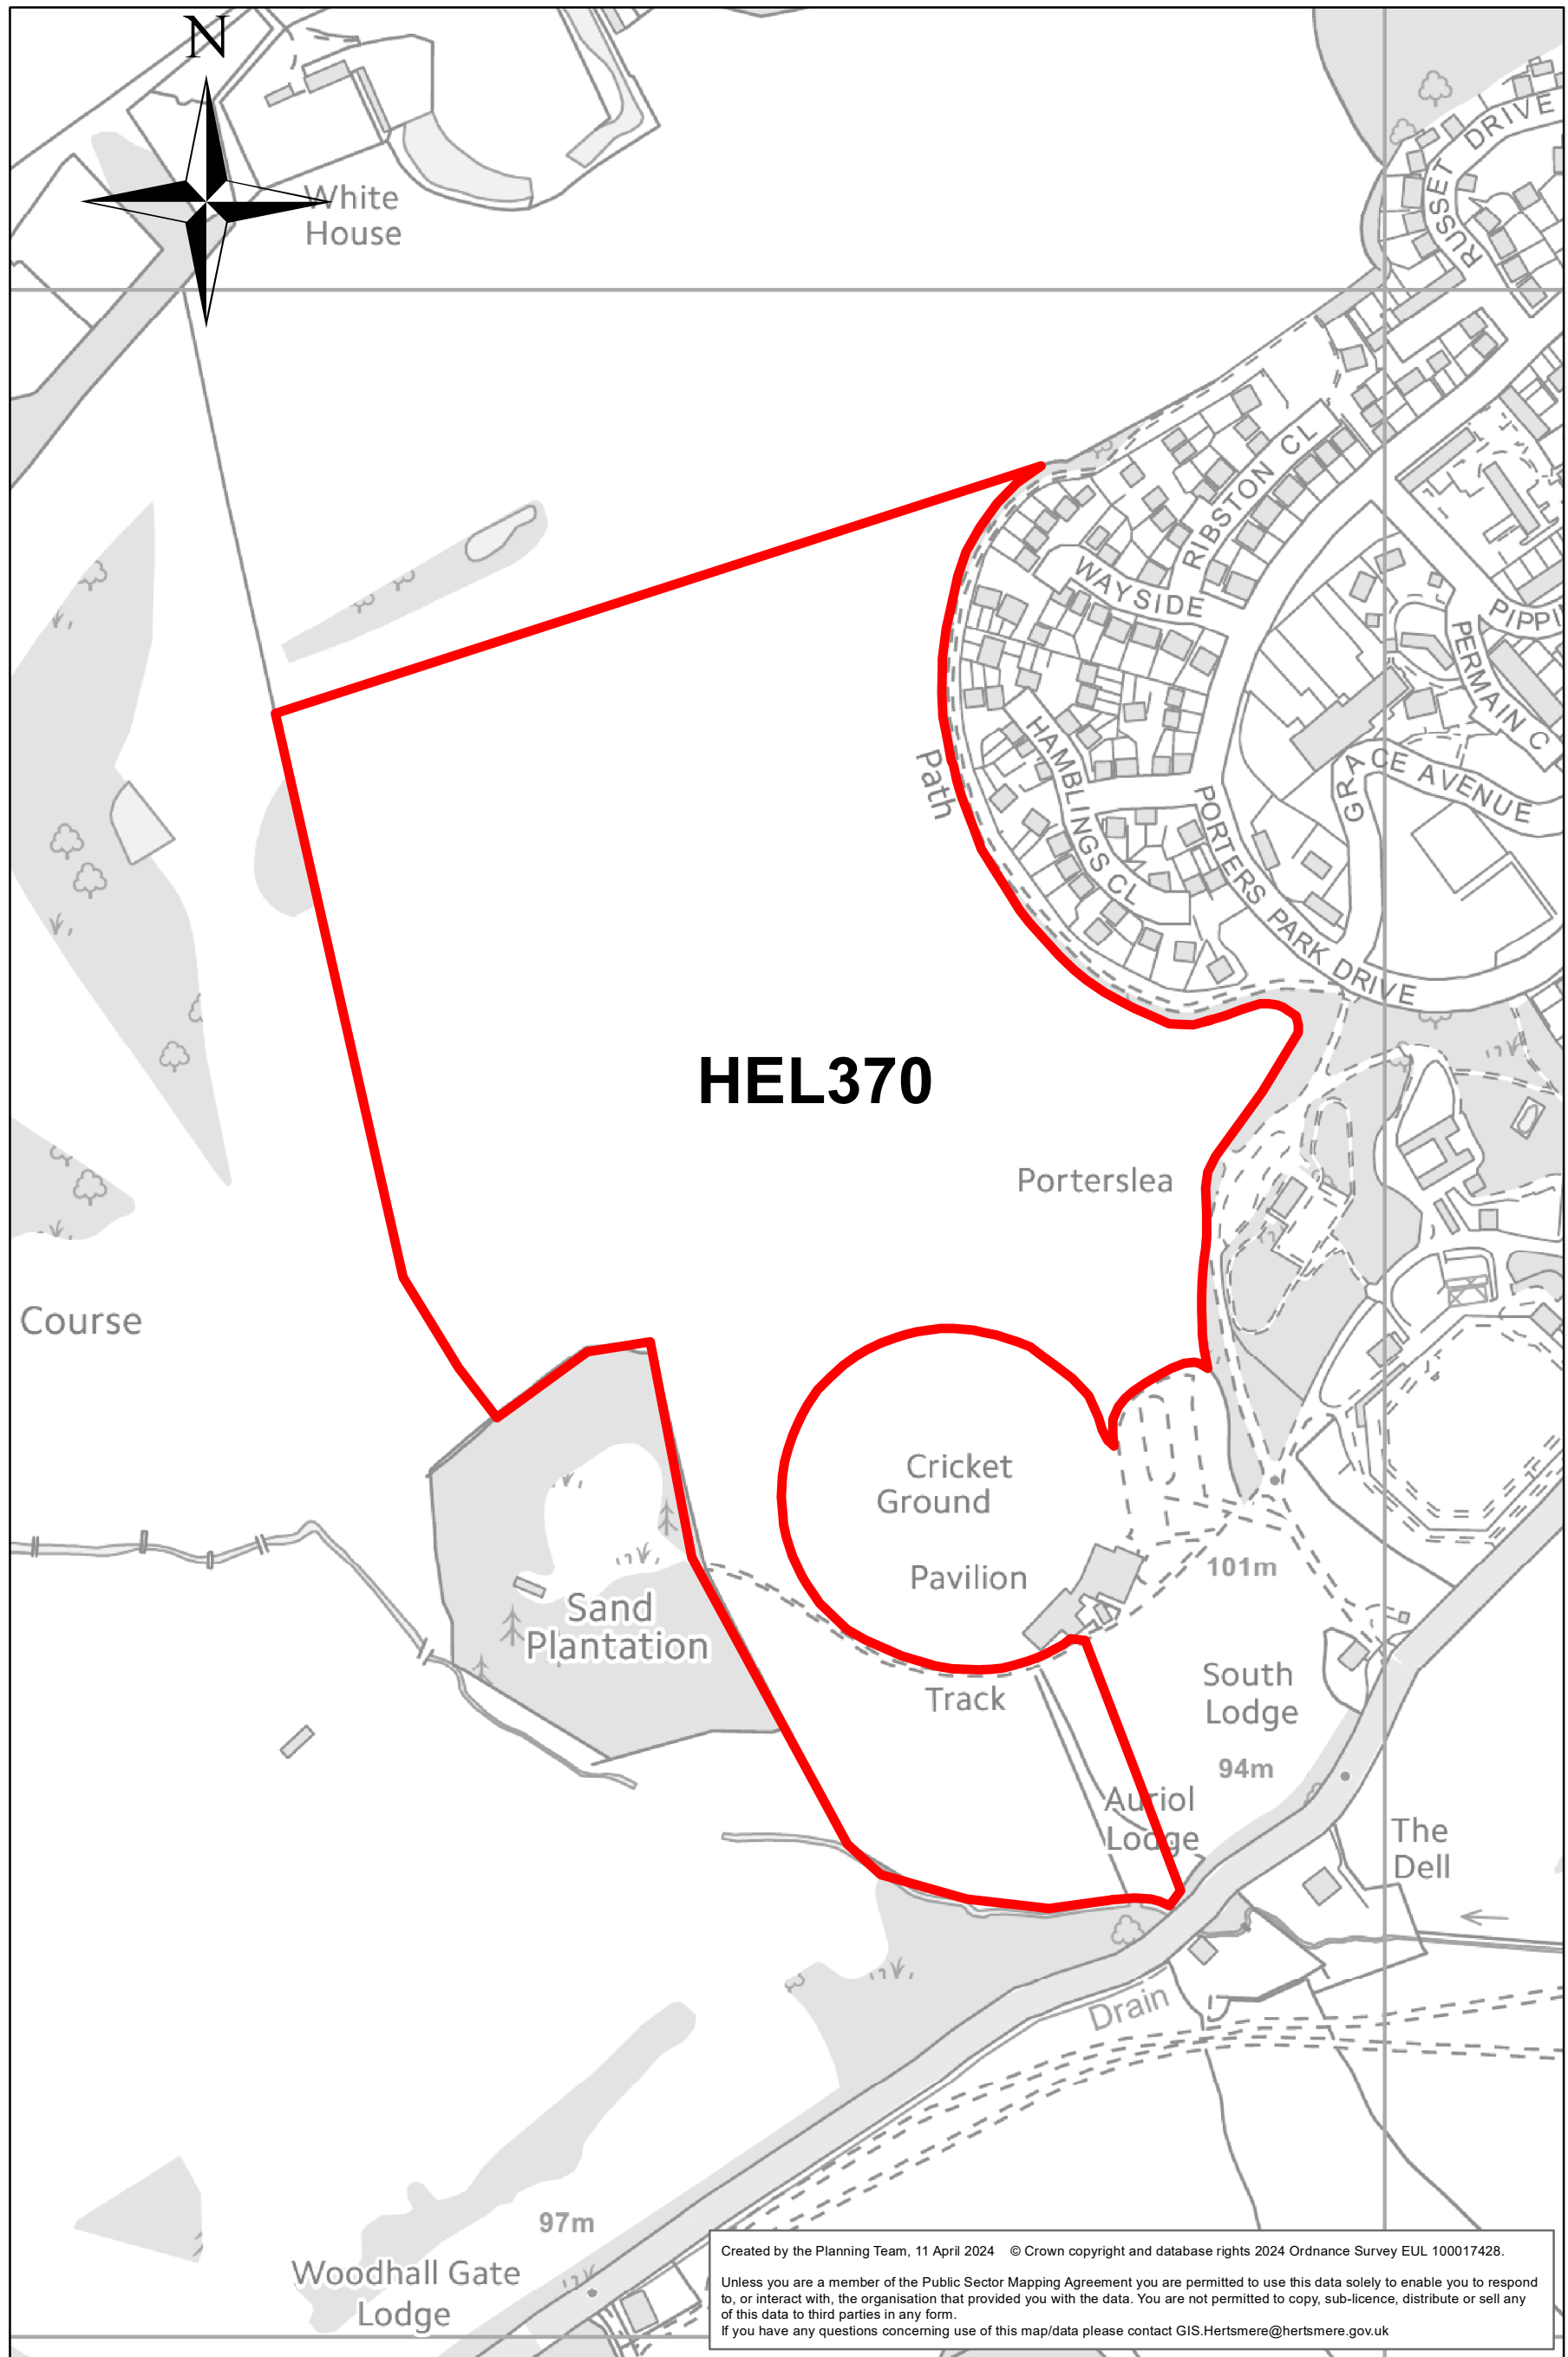 N
White
House
RUSSET DRIVE
RIBSTON CL
WAYSIDE
PIPPI
PERMAIN C
HAMBLINGS CL
Path
GRACE AVENUE
PORTERS PARK DRIVE
HEL370
Porterslea
Course
Cricket
Ground
Pavilion
101m
Sand
Plantation
South
Lodge
Track
94m
Auriol
Lodge
The
Dell
Drain
97m
Woodhall Gate
Lodge
Created by the Planning Team, 11 April 2024 © Crown copyright and database rights 2024 Ordnance Survey EUL 100017428.
Unless you are a member of the Public Sector Mapping Agreement you are permitted to use this data solely to enable you to respond
to, or interact with, the organisation that provided you with the data. You are not permitted to copy, sub-licence, distribute or sell any
of this data to third parties in any form.
If you have any questions concerning use of this map/data please contact GIS.Hertsmere@hertsmere.gov.uk